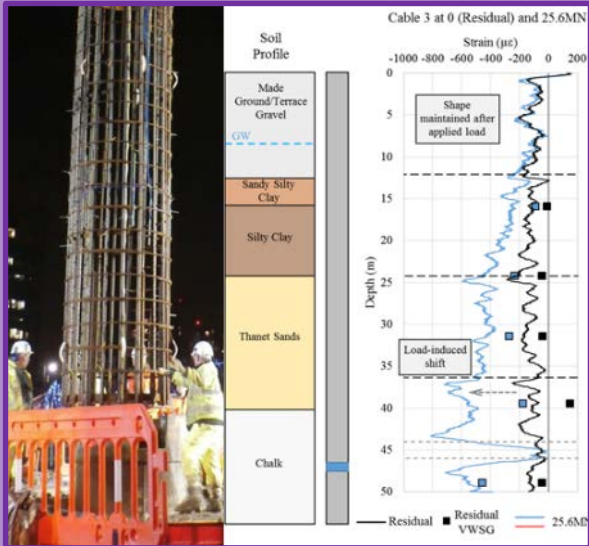 Cable 3 at 0 (Residual) and 25.6MN
Soil
Profile
Strain (με)
-1000 -800 -600 -400 -200 0 200
Made
Ground/Terrace
Gravel
GW
Sandy Silty
Clay
Silty Clay
Thanet Sands
Chalk
Depth (m)
0
5
10
15
20
25
30
35
40
45
50
Shape
maintained after
applied load
Load-induced
shift
Residual
Residual
VWSG
25.6MN